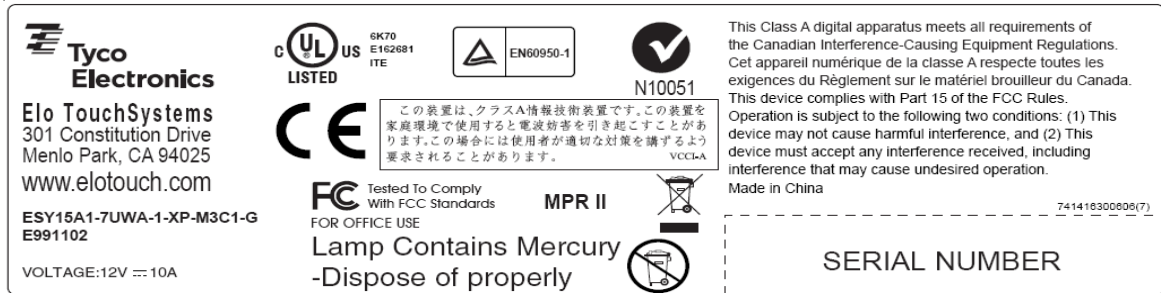 Tyco
Electronics
Elo TouchSystems
301 Constitution Drive
Menlo Park, CA 94025
www.elotouch.com
ESY15A1-7UWA-1-XP-M3C1-G
E991102
VOLTAGE:12V ⎓ 10A
C UL US
LISTED
6K70
E162681
ITE
EN60950-1
N10051
CE
この装置は、クラスA情報技術装置です。この装置を
家庭環境で使用すると電波妨害を引き起こすことがあ
ります。この場合には使用者が適切な対策を講ずるよう
要求されることがあります。
VCCI-A
FC Tested To Comply
With FCC Standards
FOR OFFICE USE
MPR II
Lamp Contains Mercury
-Dispose of properly
This Class A digital apparatus meets all requirements of
the Canadian Interference-Causing Equipment Regulations.
Cet appareil numérique de la classe A respecte toutes les
exigences du Règlement sur le matériel brouilleur du Canada.
This device complies with Part 15 of the FCC Rules.
Operation is subject to the following two conditions: (1) This
device may not cause harmful interference, and (2) This
device must accept any interference received, including
interference that may cause undesired operation.
Made in China
741416300606(7)
SERIAL NUMBER